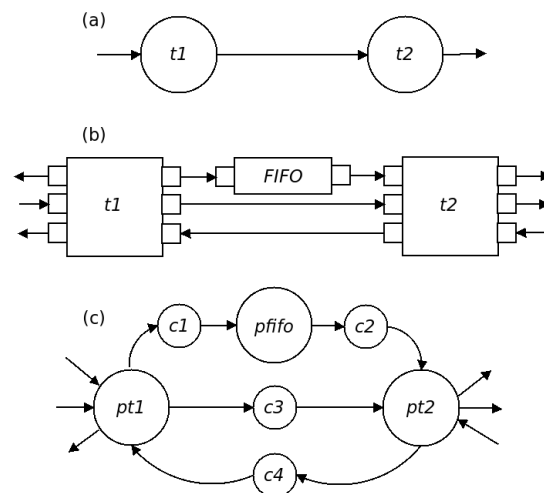 (a)
t1 t2
(b)
FIFO
t1 t2
(c)
c1 pfifo c2
pt1 c3 pt2
c4